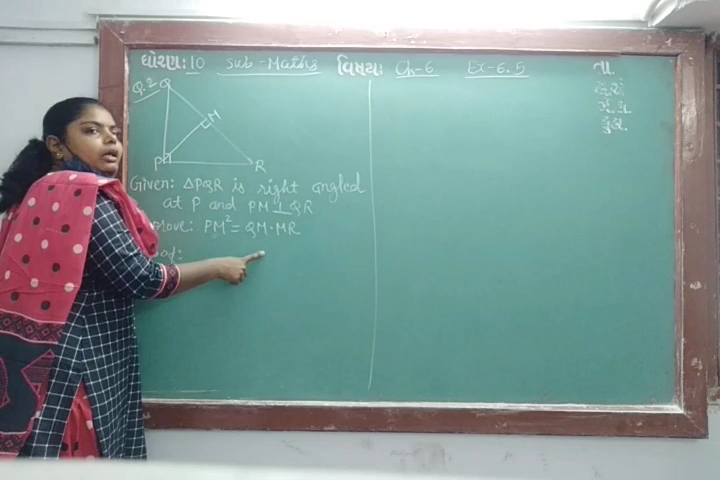 ધોરણ: 10 Sub-Maths વિષય: Ch-6 Ex-6.5 તા.
Q.2
Q
M
P
R
Given: △PQR is right angled
at P and PM⊥QR
prove: PM² = QM·MR